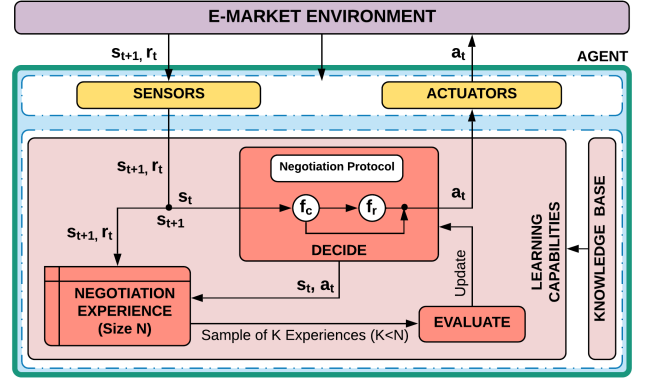 E-MARKET ENVIRONMENT
s_{t+1}, r_t
a_t
AGENT
SENSORS
ACTUATORS
s_{t+1}, r_t
Negotiation Protocol
s_t
f_c
f_r
a_t
s_{t+1}
s_{t+1}, r_t
DECIDE
LEARNING
CAPABILITIES
KNOWLEDGE BASE
s_t, a_t
Update
NEGOTIATION
EXPERIENCE
(Size N)
EVALUATE
Sample of K Experiences (K<N)